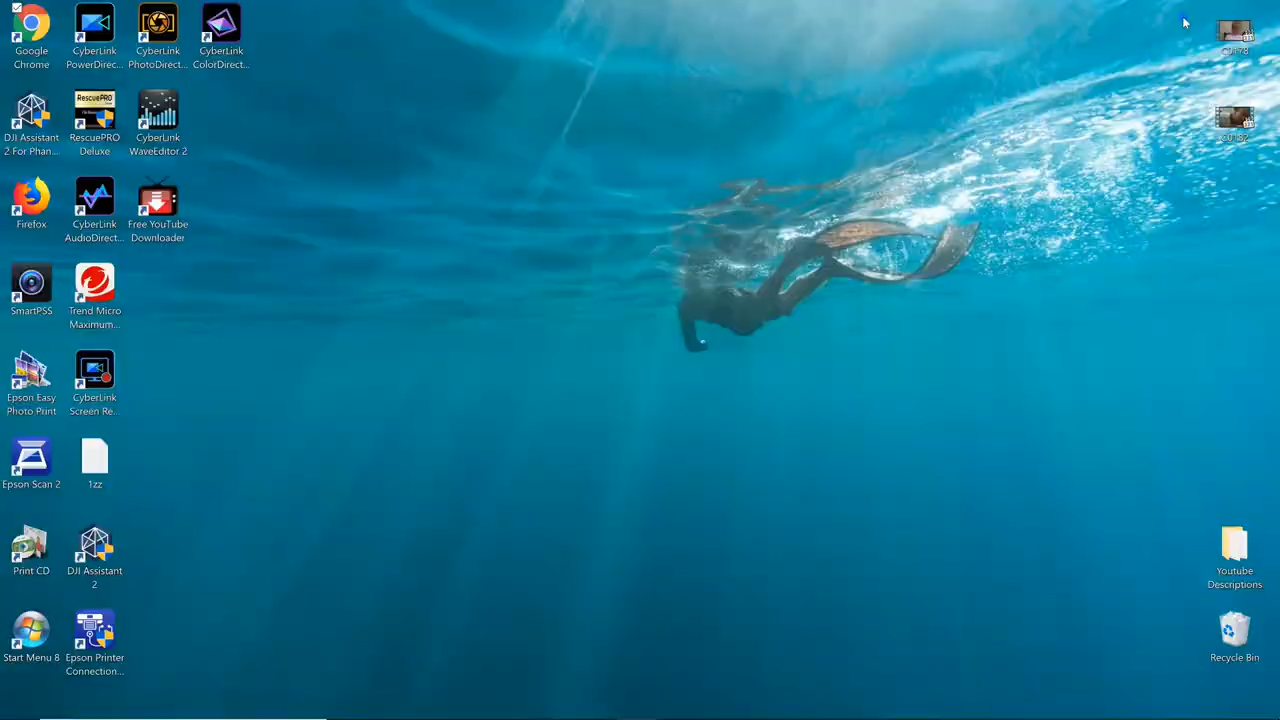 Google
Chrome
CyberLink
PowerDirec...
CyberLink
PhotoDirect...
CyberLink
ColorDirect...
C0178
DJI Assistant
2 For Phan...
RescuePRO
RescuePRO
Deluxe
CyberLink
WaveEditor 2
C0182
Firefox
CyberLink
AudioDirect...
Free YouTube
Downloader
SmartPSS
Trend Micro
Maximum...
Epson Easy
Photo Print
CyberLink
Screen Re...
Epson Scan 2
1zz
Print CD
DJI Assistant
2
Youtube
Descriptions
Start Menu 8
Epson Printer
Connection...
Recycle Bin